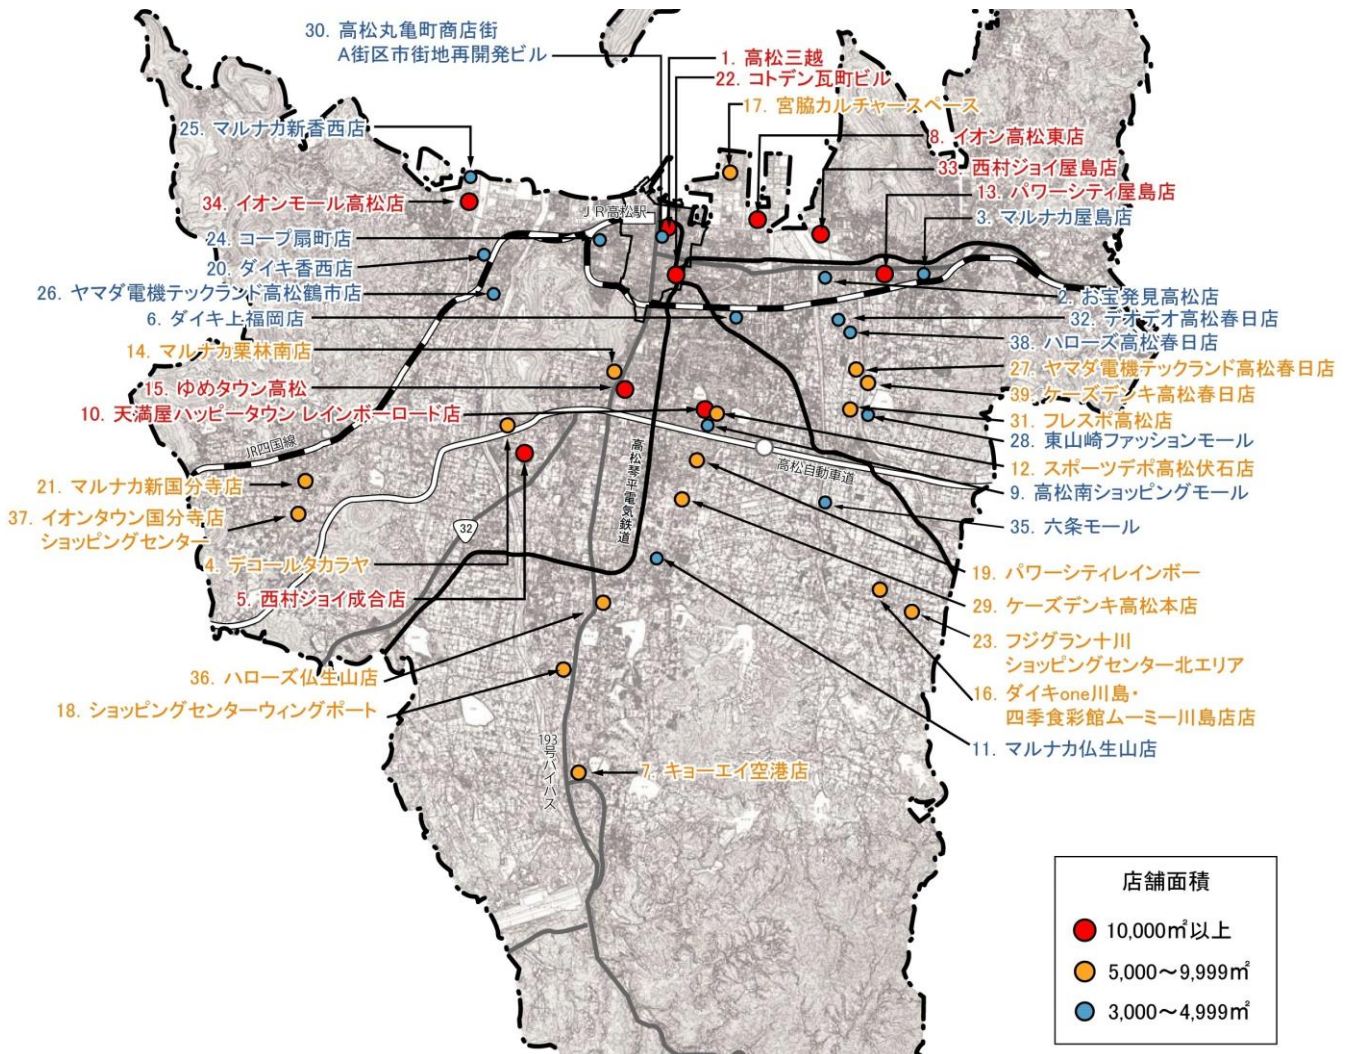 30. 高松丸亀町商店街
A街区市街地再開発ビル
1. 高松三越
22. コトデン瓦町ビル
17. 宮脇カルチャースペース
25. マルナカ新香西店
8. イオン高松東店
33. 西村ジョイ屋島店
13. パワーシティ屋島店
34. イオンモール高松店
JR高松駅
3. マルナカ屋島店
24. コープ扇町店
20. ダイキ香西店
26. ヤマダ電機テックランド高松鶴市店
2. お宝発見高松店
6. ダイキ上福岡店
32. デオデオ高松春日店
38. ハローズ高松春日店
14. マルナカ栗林南店
27. ヤマダ電機テックランド高松春日店
15. ゆめタウン高松
39. ケーズデンキ高松春日店
10. 天満屋ハッピータウン レインボーロード店
31. フレスポ高松店
JR四国線
高松琴平電気鉄道
28. 東山崎ファッションモール
高松自動車道
12. スポーツデポ高松伏石店
21. マルナカ新国分寺店
9. 高松南ショッピングモール
37. イオンタウン国分寺店
ショッピングセンター
32
35. 六条モール
4. デコールタカラヤ
19. パワーシティレインボー
5. 西村ジョイ成合店
29. ケーズデンキ高松本店
23. フジグラン十川
ショッピングセンター北エリア
36. ハローズ仏生山店
16. ダイキone川島・
四季食彩館ムーミー川島店店
18. ショッピングセンターウィングポート
11. マルナカ仏生山店
193号バイパス
7. キョーエイ空港店
店舗面積
10,000㎡以上
5,000～9,999㎡
3,000～4,999㎡